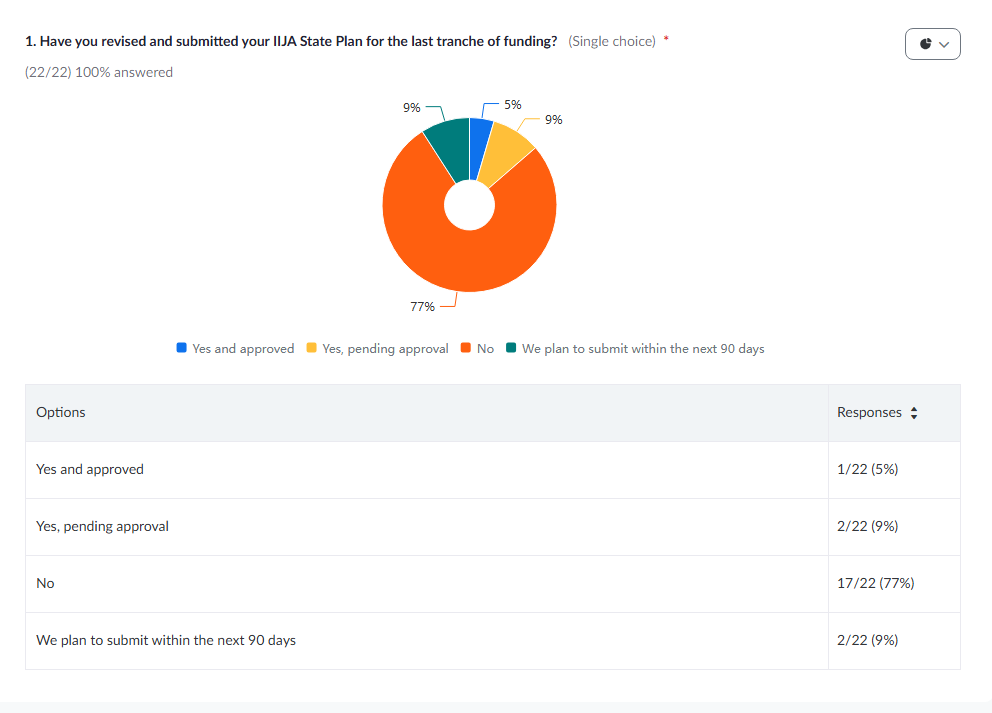 1. Have you revised and submitted your IIJA State Plan for the last tranche of funding? (Single choice) *
(22/22) 100% answered
9%
5%
9%
77%
Yes and approved Yes, pending approval No We plan to submit within the next 90 days
Options Responses
Yes and approved 1/22 (5%)
Yes, pending approval 2/22 (9%)
No 17/22 (77%)
We plan to submit within the next 90 days 2/22 (9%)